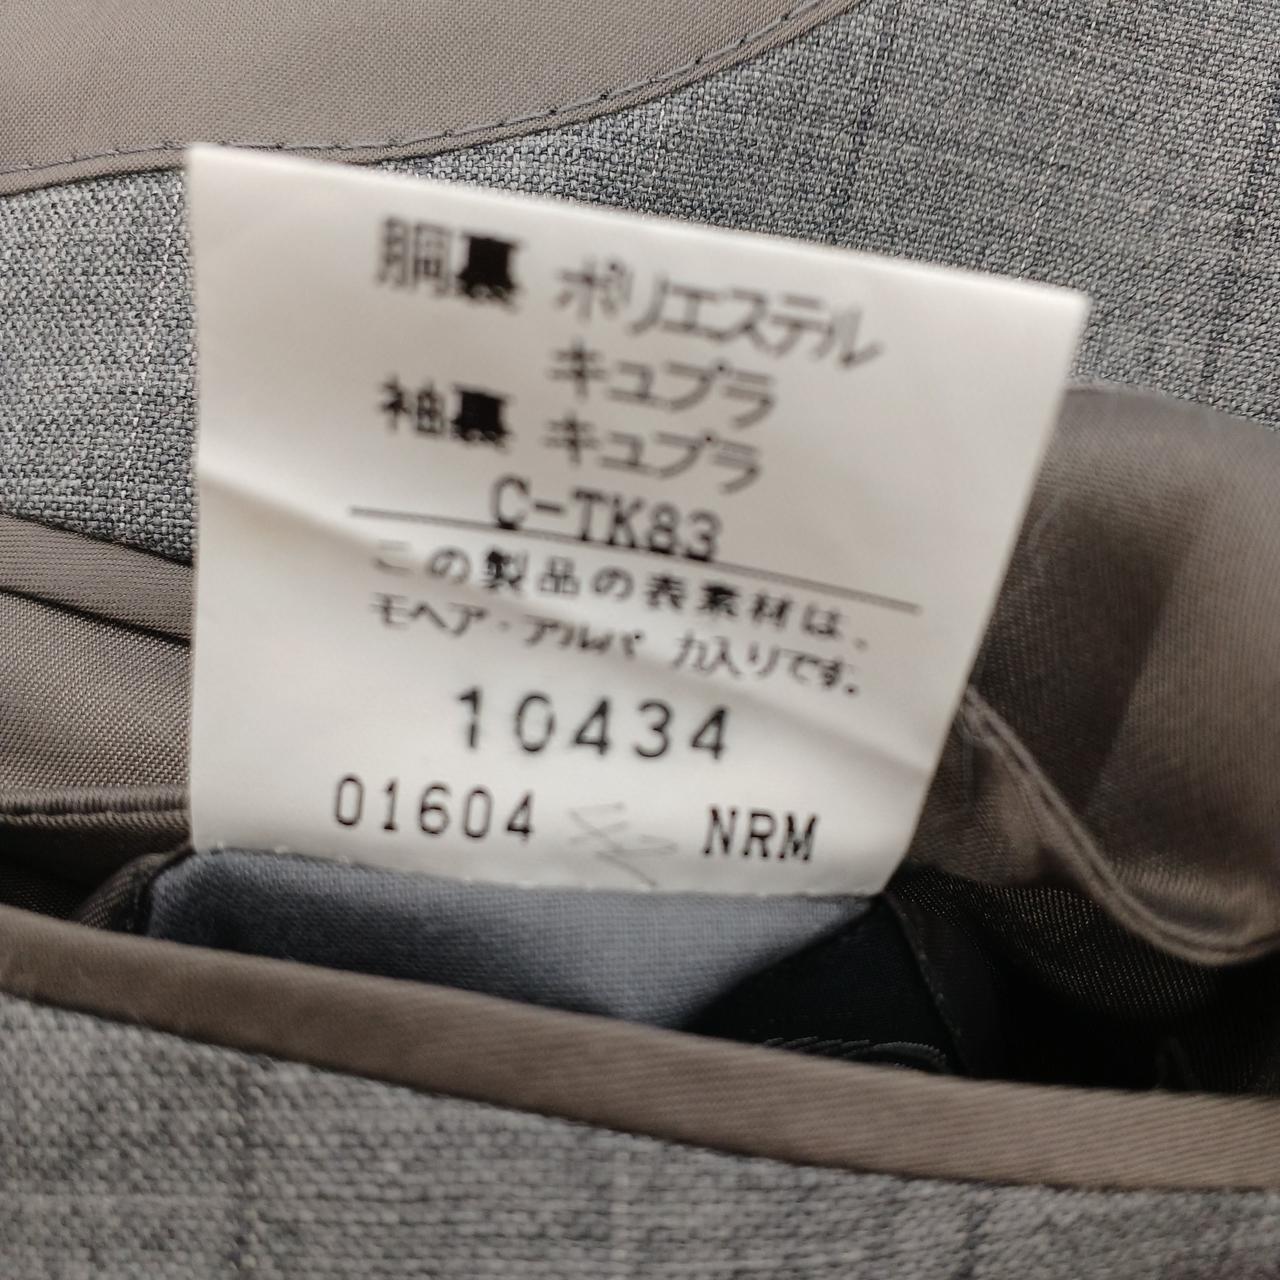 胴裏 ポリエステル
キュプラ
袖裏 キュプラ
C-TK83
この製品の表素材は、
モヘア・アルパカ入りです。
10434
01604 NRM